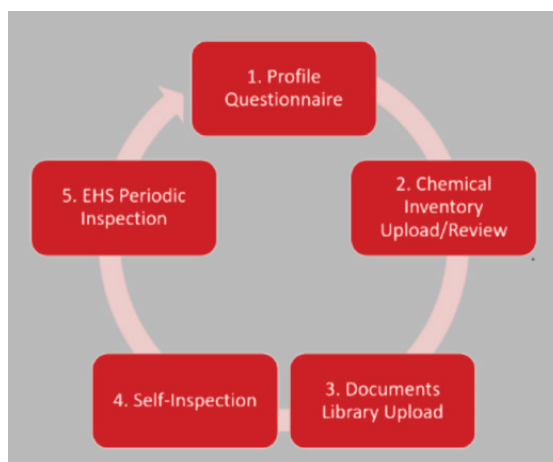 1. Profile
Questionnaire
2. Chemical
Inventory
Upload/Review
3. Documents
Library Upload
4. Self-Inspection
5. EHS Periodic
Inspection